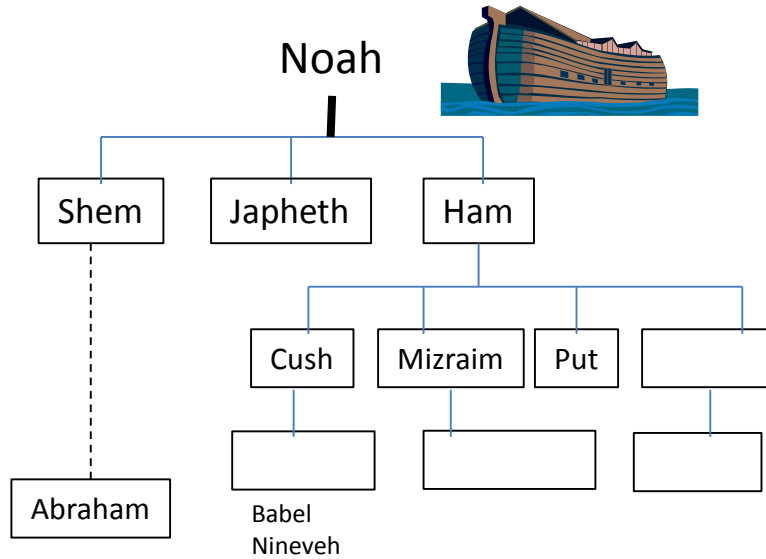 Noah
Shem
Japheth
Ham
Cush
Mizraim
Put
Abraham
Babel
Nineveh